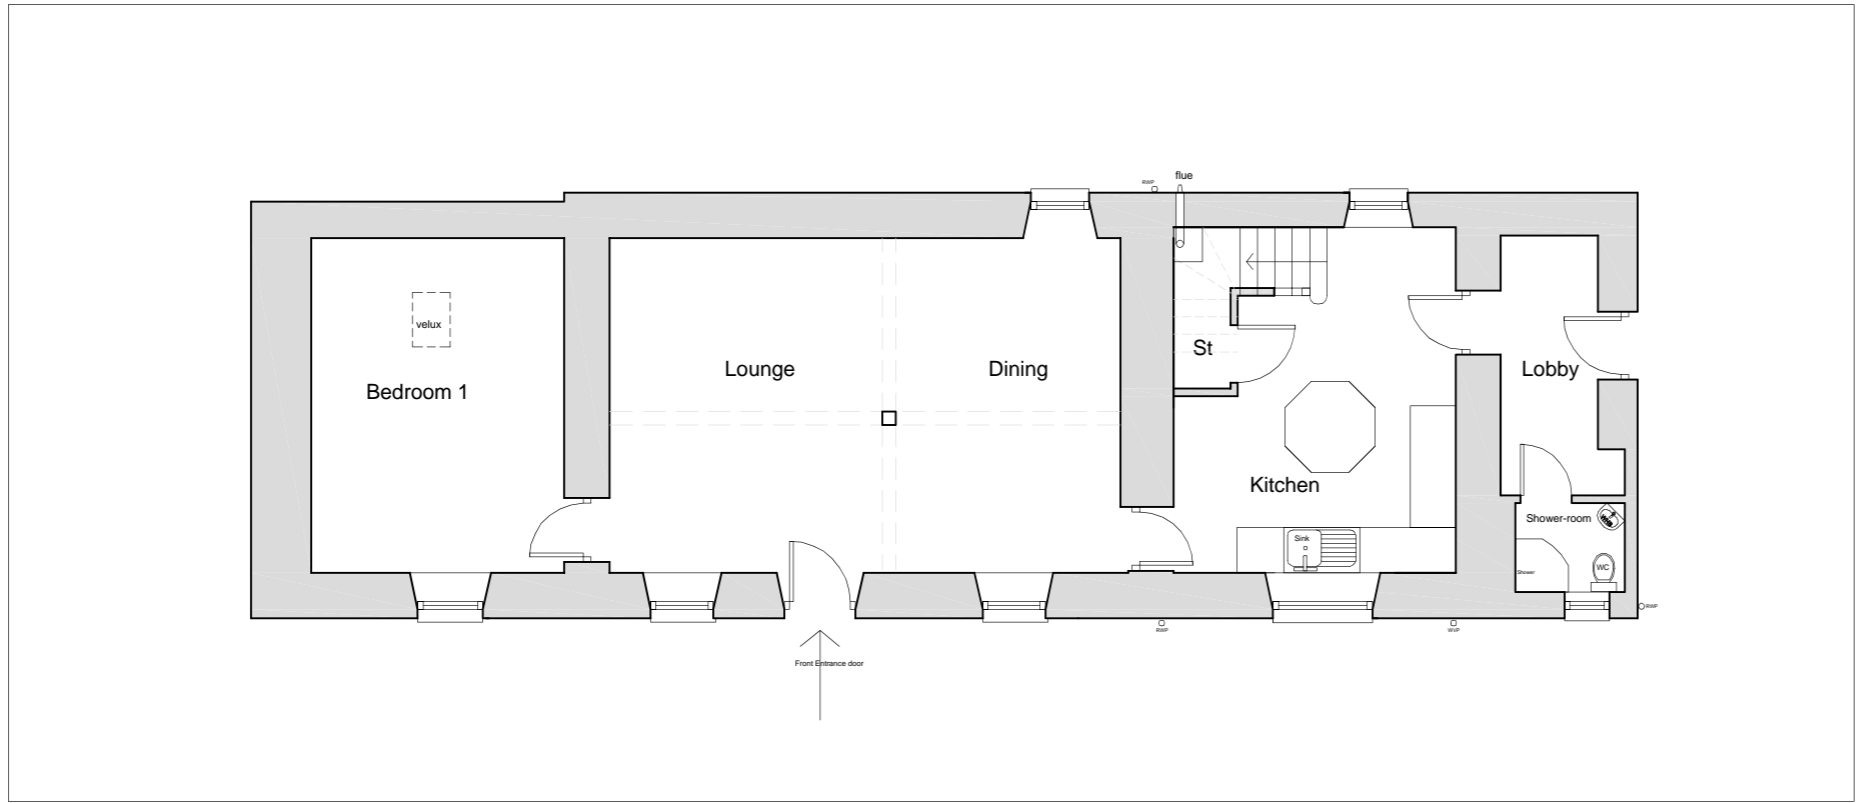 flue
RWP
velux
St
Lounge
Dining
Lobby
Bedroom 1
Kitchen
Shower-room
Sink
WC
Shower
RWP
RWP
WVP
Front Entrance door